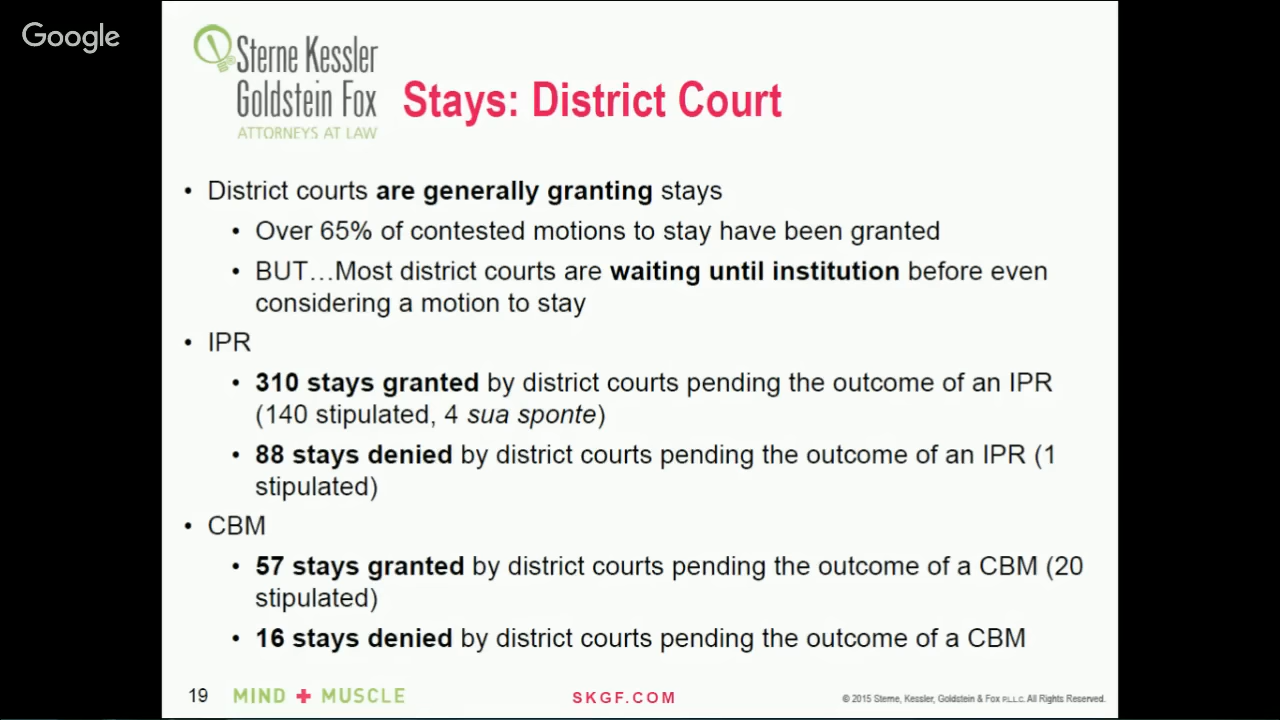 Google
Sterne Kessler
Goldstein Fox
ATTORNEYS AT LAW
Stays: District Court
• District courts are generally granting stays
• Over 65% of contested motions to stay have been granted
• BUT…Most district courts are waiting until institution before even
considering a motion to stay
• IPR
• 310 stays granted by district courts pending the outcome of an IPR
(140 stipulated, 4 sua sponte)
• 88 stays denied by district courts pending the outcome of an IPR (1
stipulated)
• CBM
• 57 stays granted by district courts pending the outcome of a CBM (20
stipulated)
• 16 stays denied by district courts pending the outcome of a CBM
19 MIND + MUSCLE SKGF.COM © 2015 Sterne, Kessler, Goldstein & Fox P.L.L.C. All Rights Reserved.